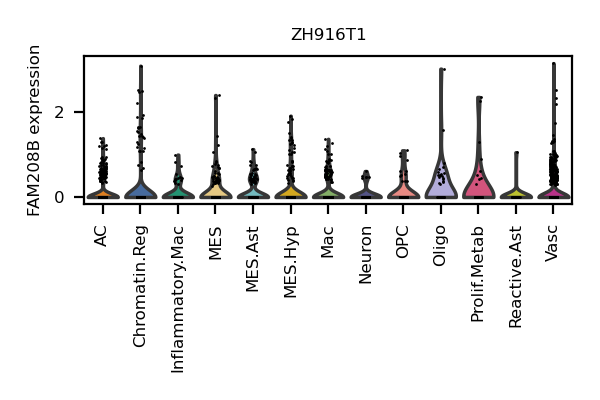 ZH916T1
FAM208B expression
2
0
AC
Chromatin.Reg
Inflammatory.Mac
MES
MES.Ast
MES.Hyp
Mac
Neuron
OPC
Oligo
Prolif.Metab
Reactive.Ast
Vasc